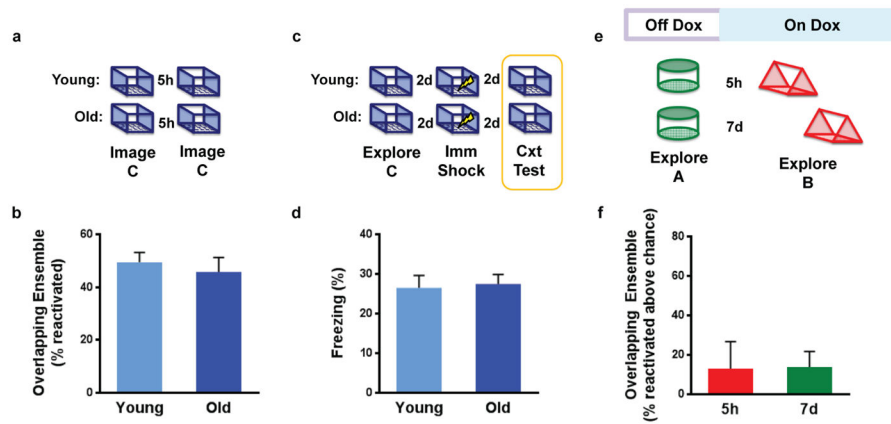 a
Young: 5h
Old: 5h
Image Image
C C
b
Overlapping Ensemble
(% reactivated)
60
40
20
0
Young Old
c
Young: 2d 2d
Old: 2d 2d
Explore Imm Cxt
C Shock Test
d
Freezing (%)
40
30
20
10
0
Young Old
Off Dox On Dox
e
5h
7d
Explore Explore
A B
f
Overlapping Ensemble
(% reactivated above chance)
80
60
40
20
0
5h 7d